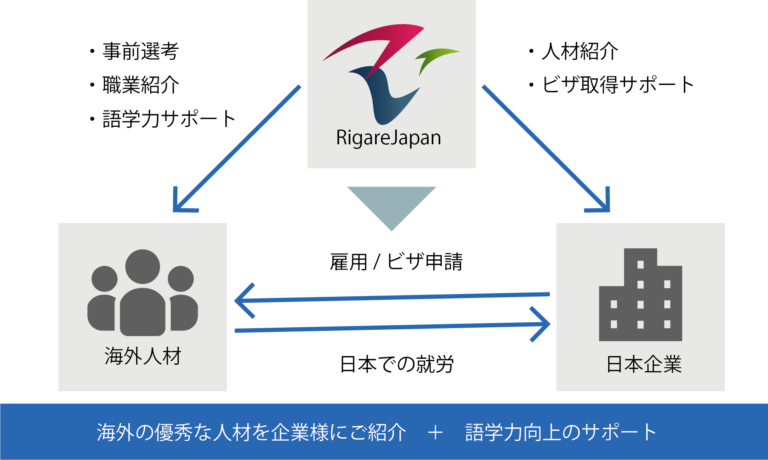 ・事前選考
・職業紹介
・語学力サポート
RigareJapan
・人材紹介
・ビザ取得サポート
雇用 / ビザ申請
海外人材
日本での就労
日本企業
海外の優秀な人材を企業様にご紹介 ＋ 語学力向上のサポート